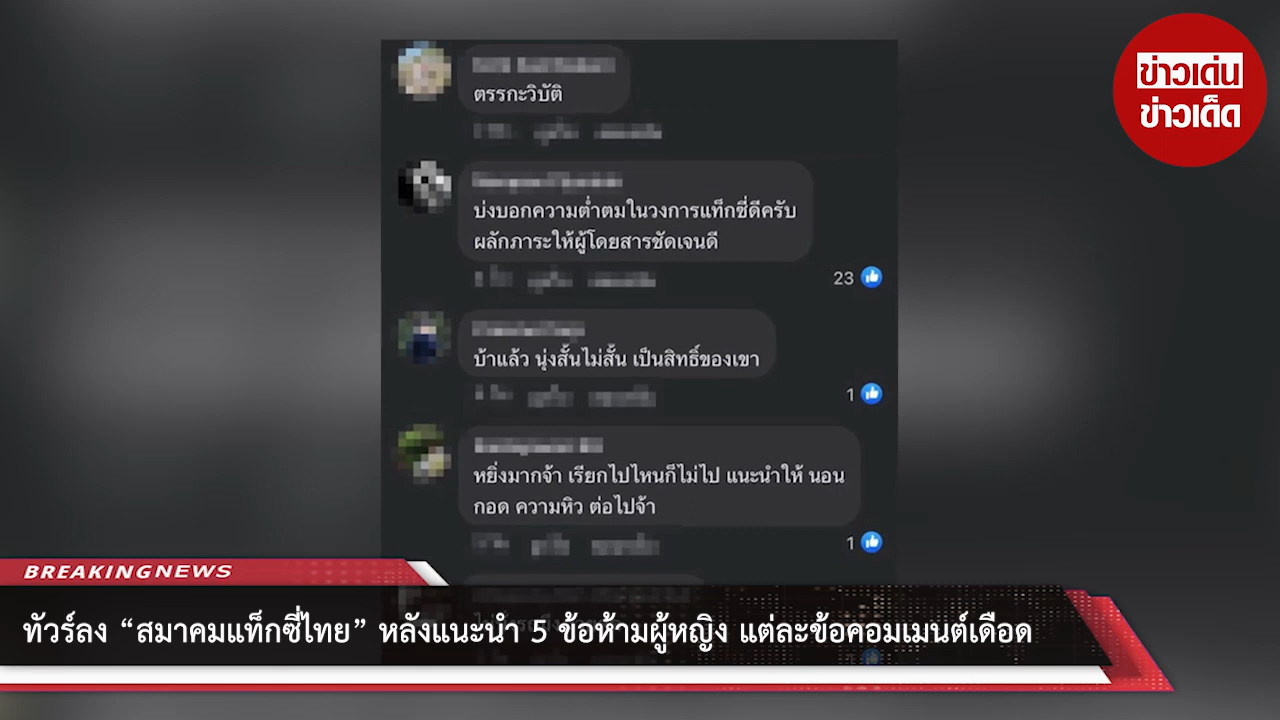 ข่าวเด่น
ข่าวเด็ด
ตรรกะวิบัติ
บ่งบอกความต่ำตมในวงการแท็กซี่ดีครับ
ผลักภาระให้ผู้โดยสารชัดเจนดี
23
บ้าแล้ว นุ่งสั้นไม่สั้น เป็นสิทธิ์ของเขา
1
หยิ่งมากจ้า เรียกไปไหนก็ไม่ไป แนะนำให้ นอน
กอด ความหิว ต่อไปจ้า
1
BREAKINGNEWS
ทัวร์ลง “สมาคมแท็กซี่ไทย” หลังแนะนำ 5 ข้อห้ามผู้หญิง แต่ละข้อคอมเมนต์เดือด